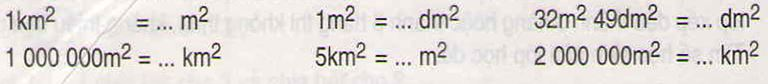 1km² = ... m² 1m² = ... dm² 32m² 49dm² = ... dm²
1 000 000m² = ... km² 5km² = ... m² 2 000 000m² = ... km²